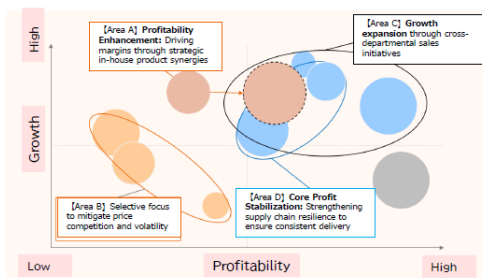 High
Growth
Low
Profitability
High
【Area A】 Profitability
Enhancement: Driving
margins through strategic
in-house product synergies
【Area C】 Growth
expansion through cross-
departmental sales
initiatives
【Area B】 Selective focus
to mitigate price
competition and volatility
【Area D】 Core Profit
Stabilization: Strengthening
supply chain resilience to
ensure consistent delivery